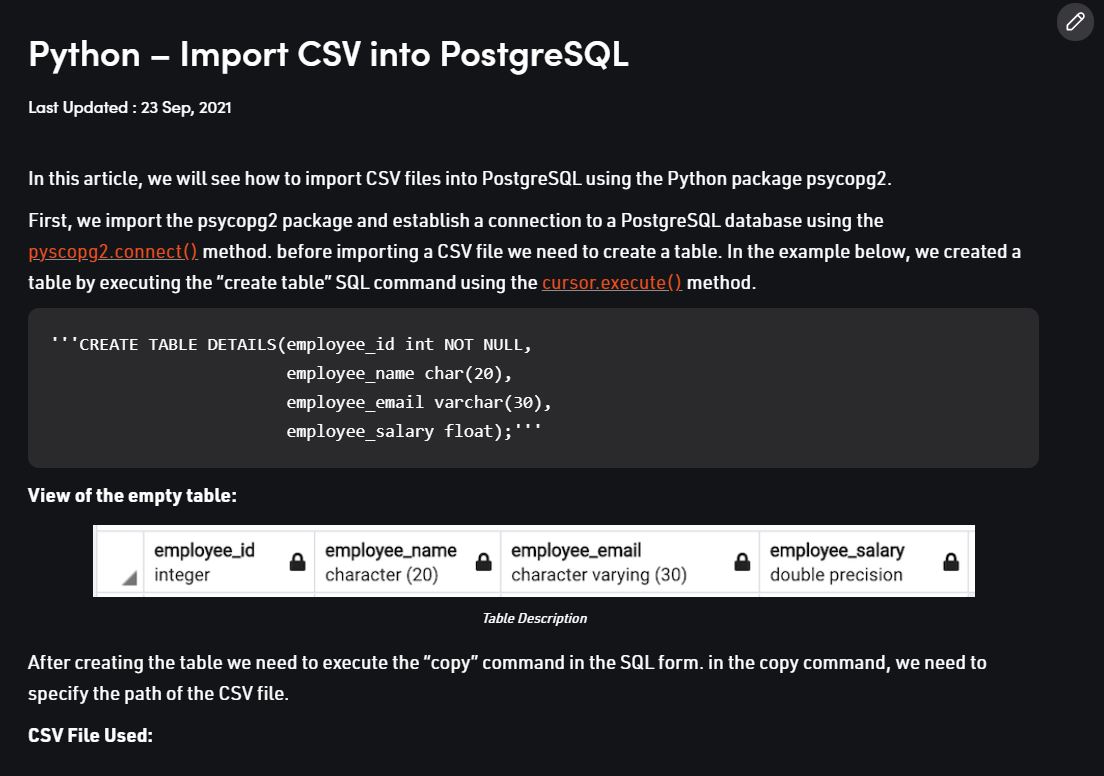 Python – Import CSV into PostgreSQL
Last Updated : 23 Sep, 2021
In this article, we will see how to import CSV files into PostgreSQL using the Python package psycopg2.
First, we import the psycopg2 package and establish a connection to a PostgreSQL database using the
pyscopg2.connect() method. before importing a CSV file we need to create a table. In the example below, we created a
table by executing the “create table” SQL command using the cursor.execute() method.
'''CREATE TABLE DETAILS(employee_id int NOT NULL,
employee_name char(20),
employee_email varchar(30),
employee_salary float);'''
View of the empty table:
employee_id employee_name employee_email employee_salary
integer character (20) character varying (30) double precision
Table Description
After creating the table we need to execute the “copy” command in the SQL form. in the copy command, we need to
specify the path of the CSV file.
CSV File Used: